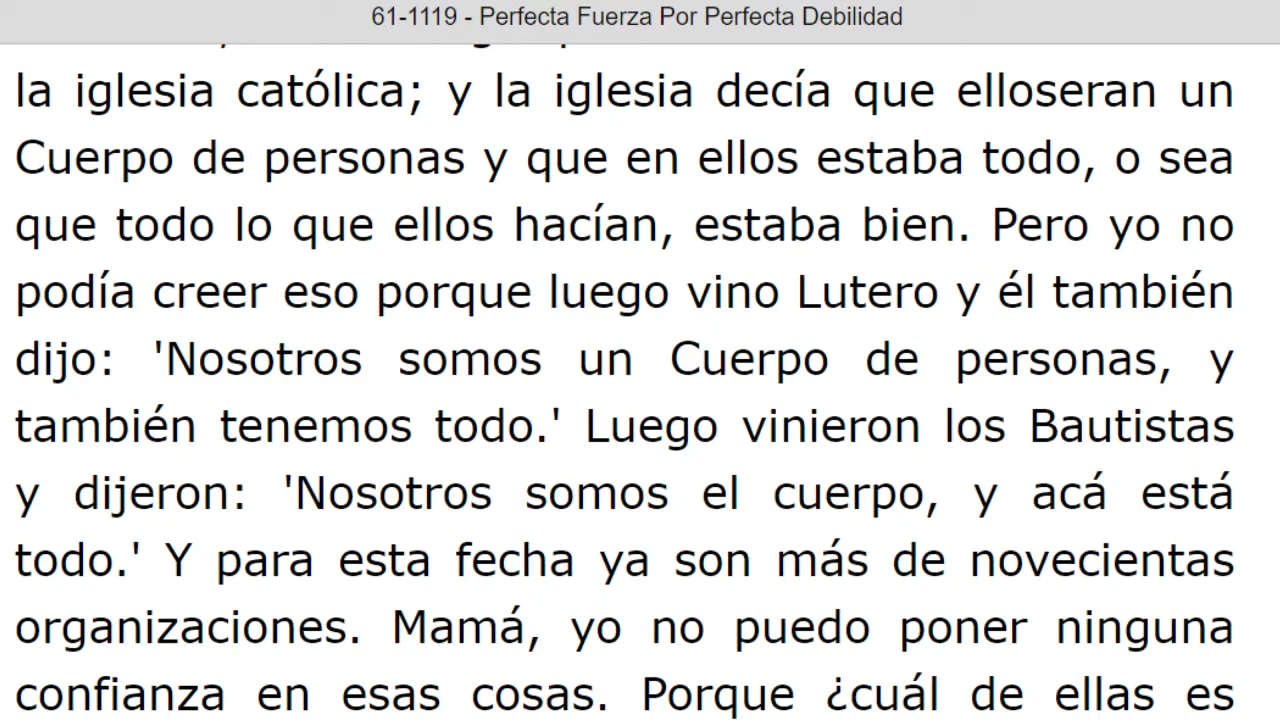 61-1119 - Perfecta Fuerza Por Perfecta Debilidad
la iglesia católica; y la iglesia decía que elloseran un
Cuerpo de personas y que en ellos estaba todo, o sea
que todo lo que ellos hacían, estaba bien. Pero yo no
podía creer eso porque luego vino Lutero y él también
dijo: 'Nosotros somos un Cuerpo de personas, y
también tenemos todo.' Luego vinieron los Bautistas
y dijeron: 'Nosotros somos el cuerpo, y acá está
todo.' Y para esta fecha ya son más de novecientas
organizaciones. Mamá, yo no puedo poner ninguna
confianza en esas cosas. Porque ¿cuál de ellas es